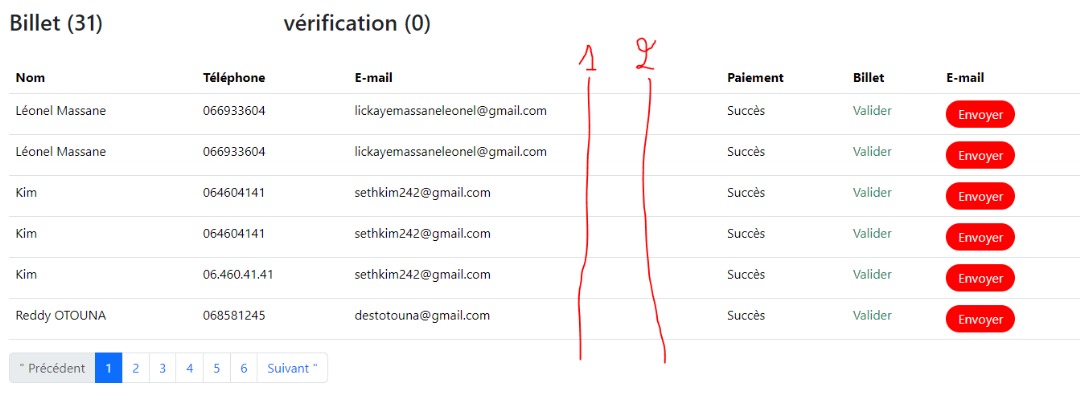 Billet (31) vérification (0)
1 2
Nom Téléphone E-mail Paiement Billet E-mail
Léonel Massane 066933604 lickayemassaneleonel@gmail.com Succès Valider Envoyer
Léonel Massane 066933604 lickayemassaneleonel@gmail.com Succès Valider Envoyer
Kim 064604141 sethkim242@gmail.com Succès Valider Envoyer
Kim 064604141 sethkim242@gmail.com Succès Valider Envoyer
Kim 06.460.41.41 sethkim242@gmail.com Succès Valider Envoyer
Reddy OTOUNA 068581245 destotouna@gmail.com Succès Valider Envoyer
" Précédent 1 2 3 4 5 6 Suivant "